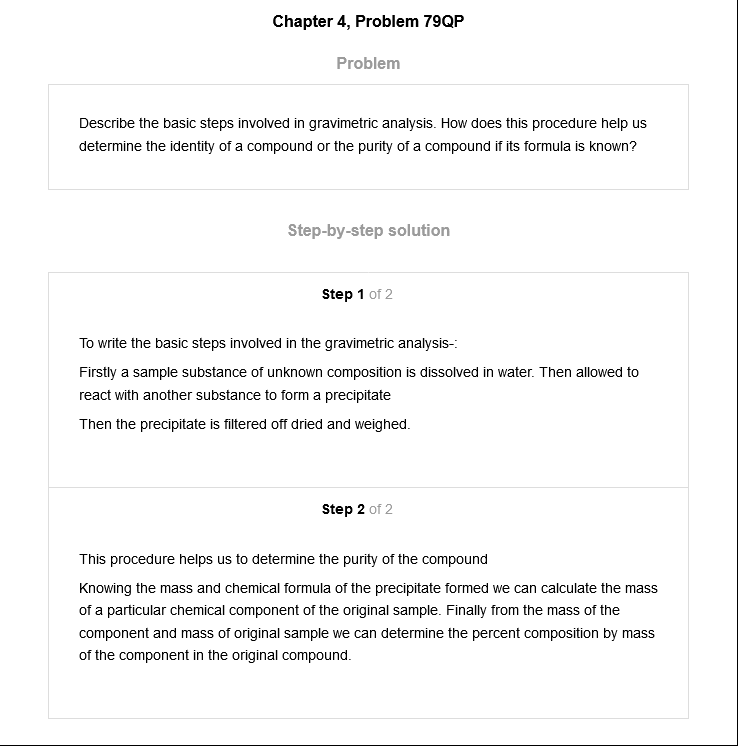 Chapter 4, Problem 79QP
Problem
Describe the basic steps involved in gravimetric analysis. How does this procedure help us
determine the identity of a compound or the purity of a compound if its formula is known?
Step-by-step solution
Step 1 of 2
To write the basic steps involved in the gravimetric analysis-:
Firstly a sample substance of unknown composition is dissolved in water. Then allowed to
react with another substance to form a precipitate
Then the precipitate is filtered off dried and weighed.
Step 2 of 2
This procedure helps us to determine the purity of the compound
Knowing the mass and chemical formula of the precipitate formed we can calculate the mass
of a particular chemical component of the original sample. Finally from the mass of the
component and mass of original sample we can determine the percent composition by mass
of the component in the original compound.